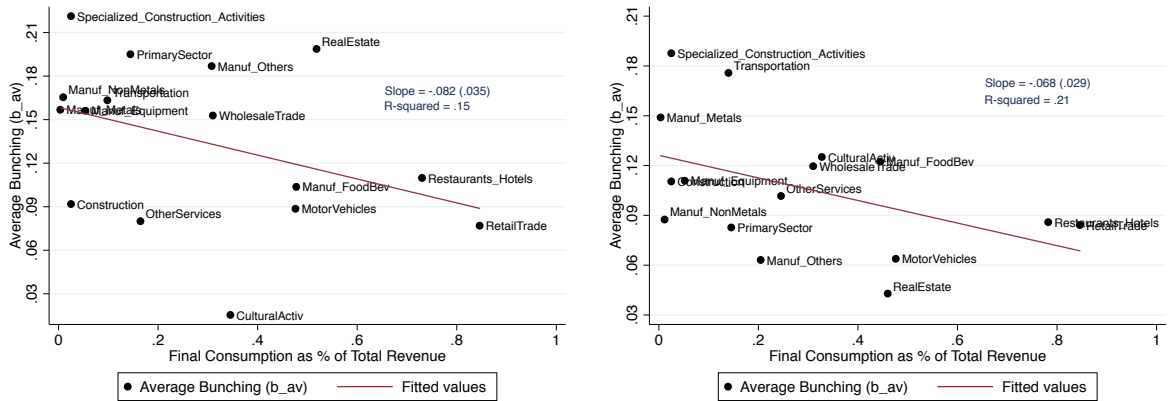 Average Bunching (b_av)
.21
.18
.15
.12
.09
.06
.03
Specialized_Construction_Activities
RealEstate
PrimarySector
Manuf_Others
Manuf_NonMetals
Transportation
Manuf_Metals
Manuf_Equipment
WholesaleTrade
Slope = -.082 (.035)
R-squared = .15
Manuf_FoodBev
Restaurants_Hotels
Construction
OtherServices
MotorVehicles
RetailTrade
CulturalActiv
0 .2 .4 .6 .8 1
Final Consumption as % of Total Revenue
Average Bunching (b_av) Fitted values
Average Bunching (b_av)
.21
.18
.15
.12
.09
.06
.03
Specialized_Construction_Activities
Transportation
Slope = -.068 (.029)
R-squared = .21
Manuf_Metals
CulturalActiv
Manuf_FoodBev
WholesaleTrade
Construction
Manuf_Equipment
OtherServices
Manuf_NonMetals
PrimarySector
Restaurants_Hotels
RetailTrade
Manuf_Others
MotorVehicles
RealEstate
0 .2 .4 .6 .8 1
Final Consumption as % of Total Revenue
Average Bunching (b_av) Fitted values